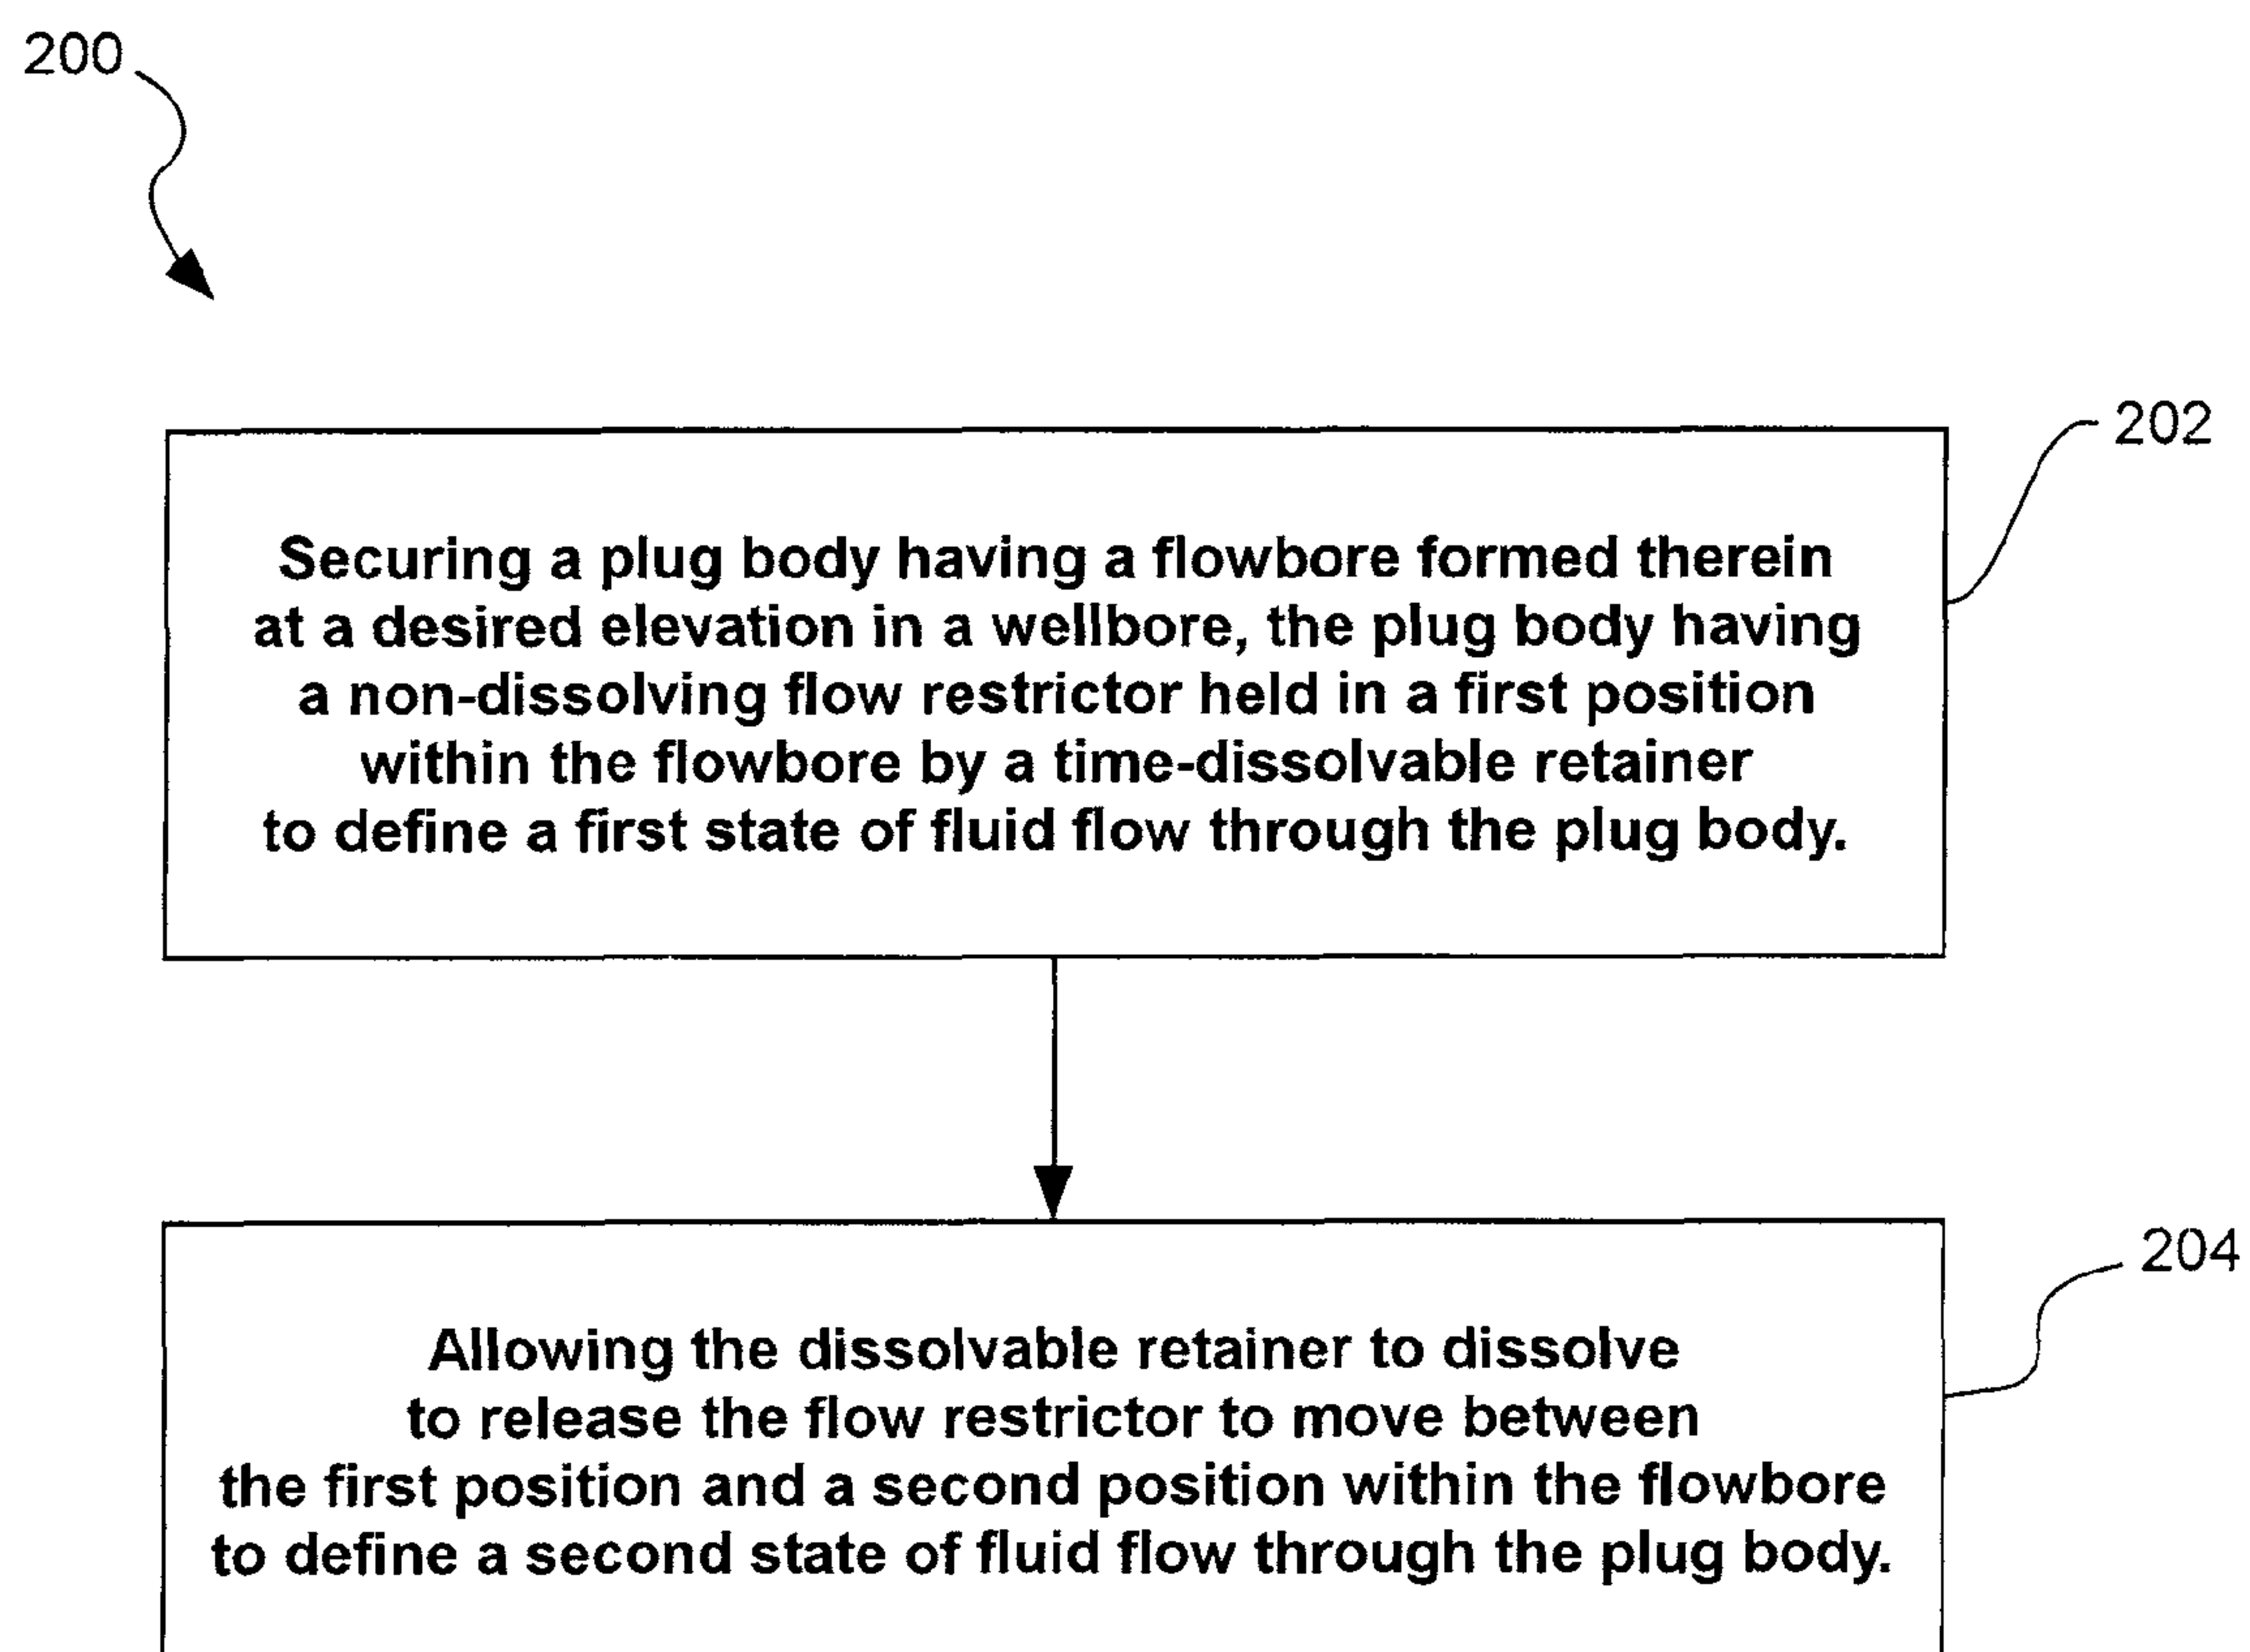 200
202
Securing a plug body having a flowbore formed therein
at a desired elevation in a wellbore, the plug body having
a non-dissolving flow restrictor held in a first position
within the flowbore by a time-dissolvable retainer
to define a first state of fluid flow through the plug body.
204
Allowing the dissolvable retainer to dissolve
to release the flow restrictor to move between
the first position and a second position within the flowbore
to define a second state of fluid flow through the plug body.